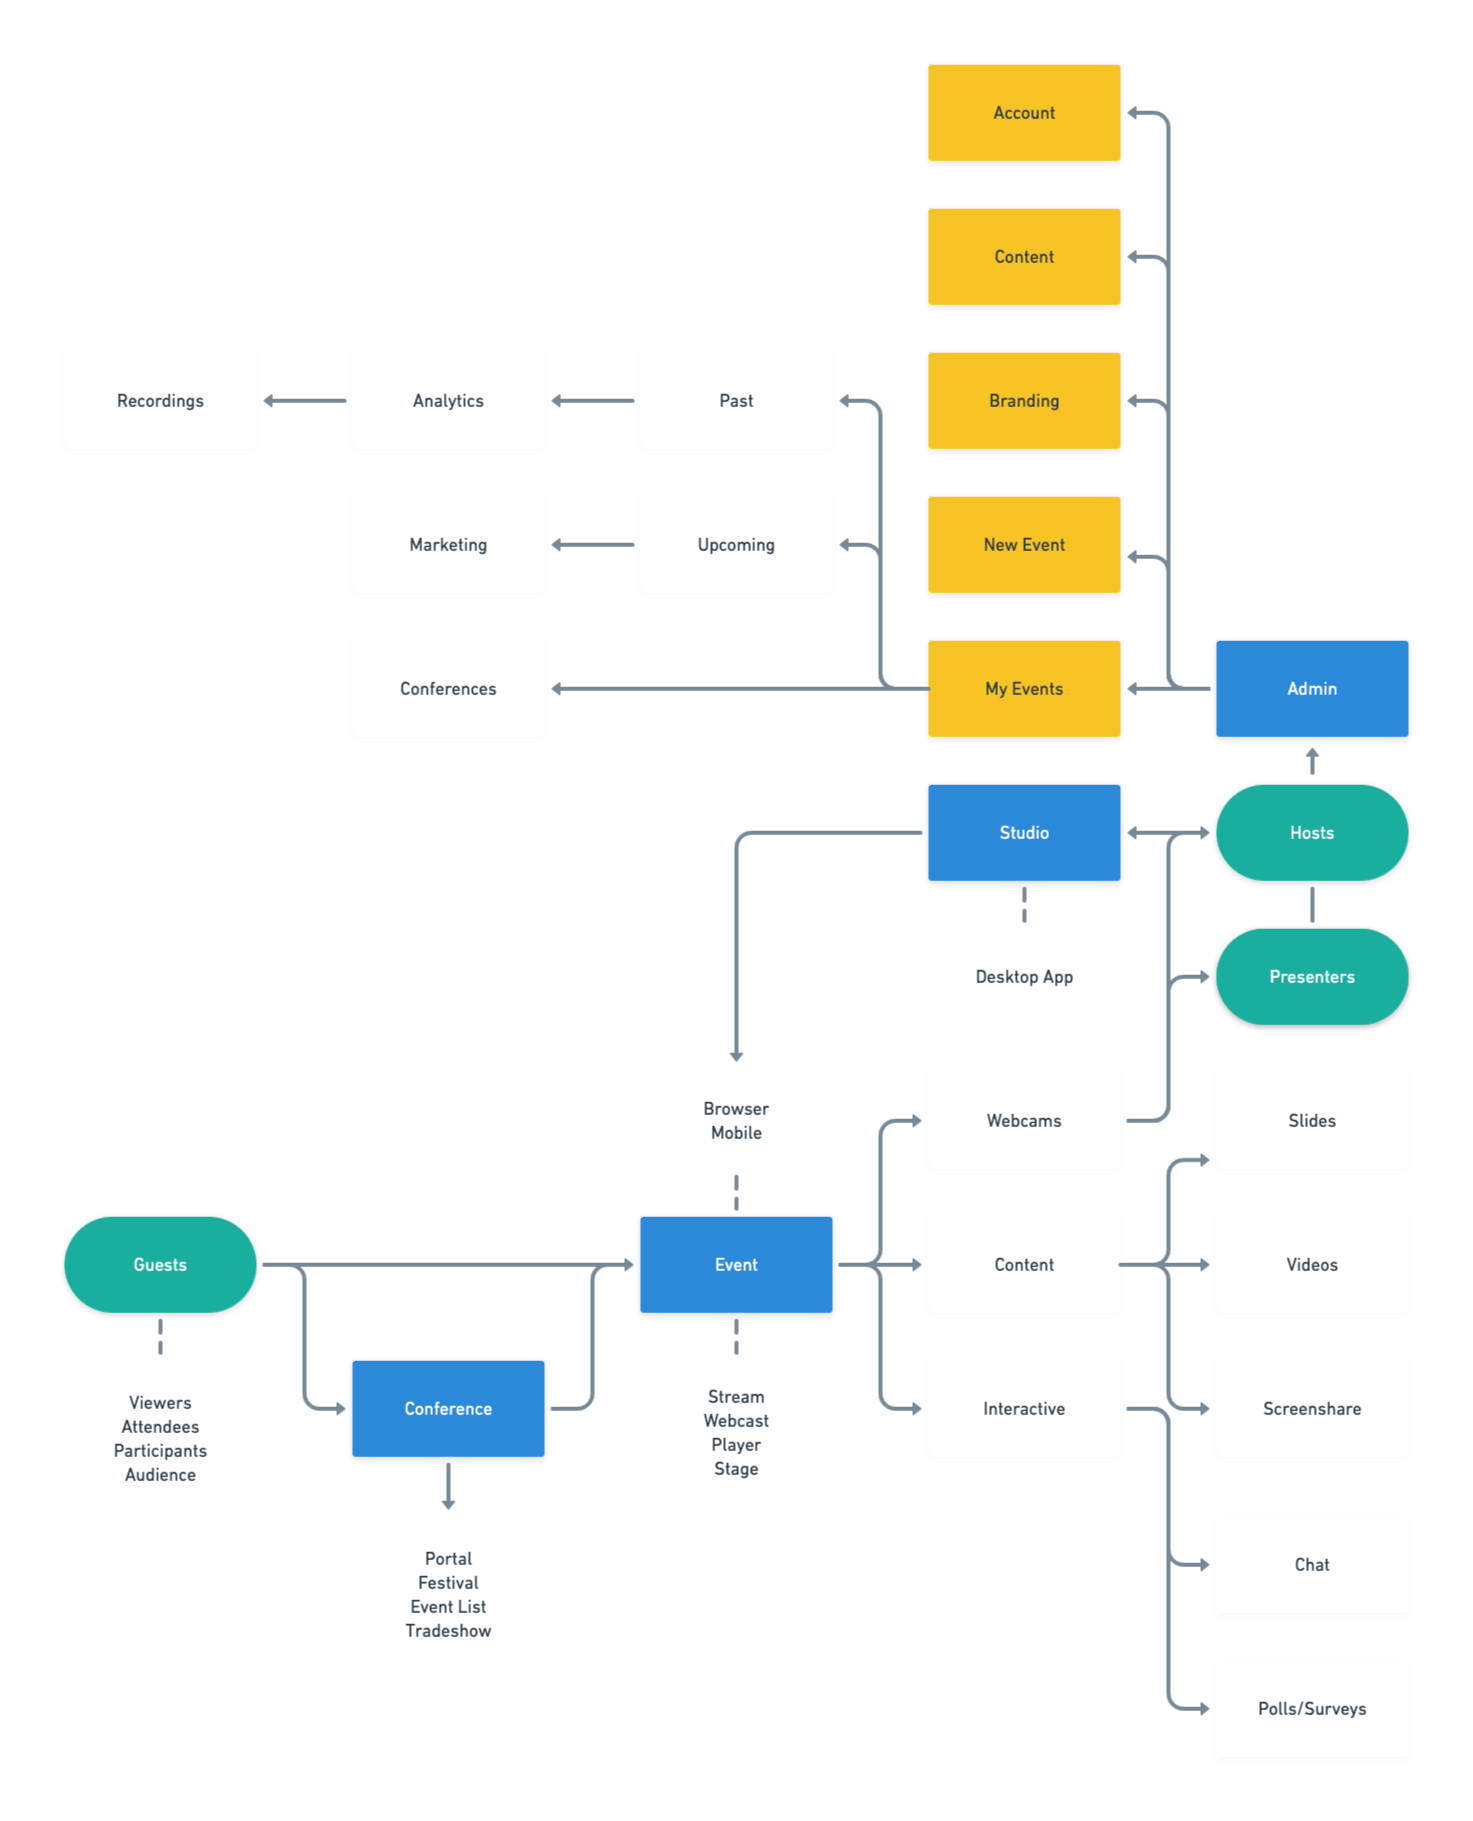 Account
Content
Recordings
Analytics
Past
Branding
Marketing
Upcoming
New Event
Conferences
My Events
Admin
Studio
Hosts
Desktop App
Presenters
Browser
Mobile
Webcams
Slides
Guests
Event
Content
Videos
Viewers
Attendees
Participants
Audience
Conference
Stream
Webcast
Player
Stage
Interactive
Screenshare
Portal
Festival
Event List
Tradeshow
Chat
Polls/Surveys